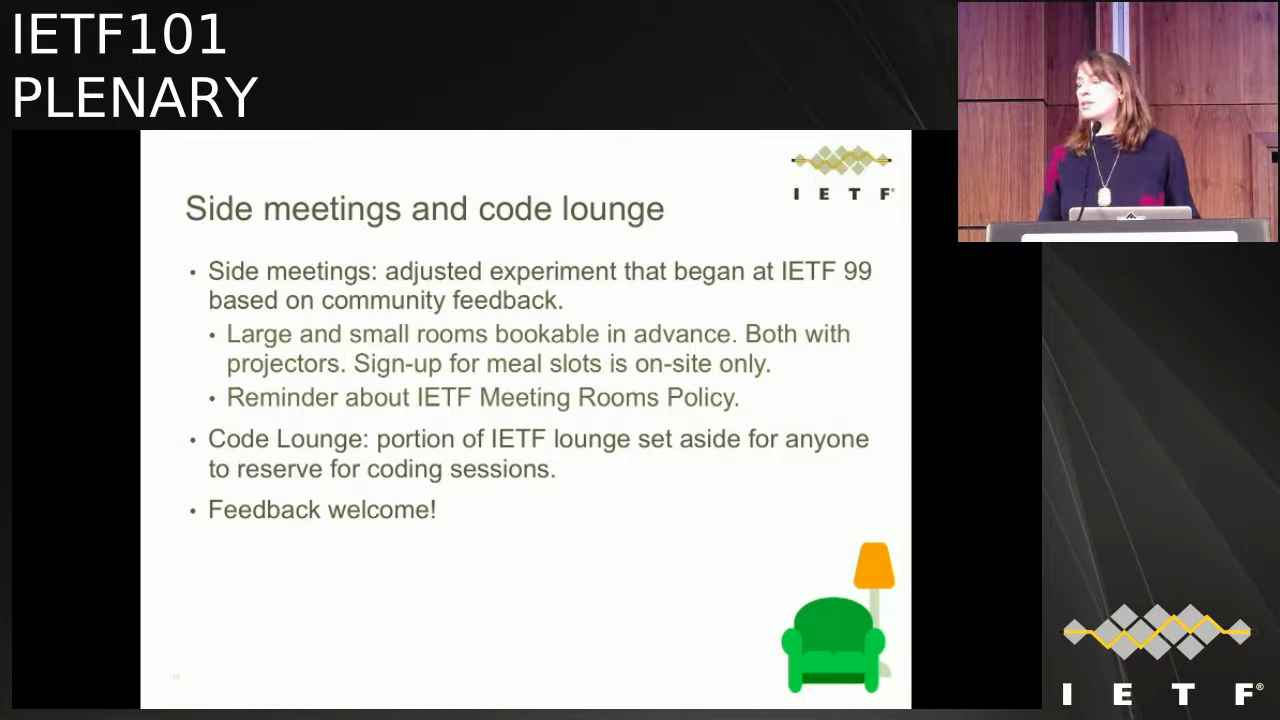 IETF101
PLENARY
I E T F®
Side meetings and code lounge
• Side meetings: adjusted experiment that began at IETF 99
based on community feedback.
• Large and small rooms bookable in advance. Both with
projectors. Sign-up for meal slots is on-site only.
• Reminder about IETF Meeting Rooms Policy.
• Code Lounge: portion of IETF lounge set aside for anyone
to reserve for coding sessions.
• Feedback welcome!
I E T F®